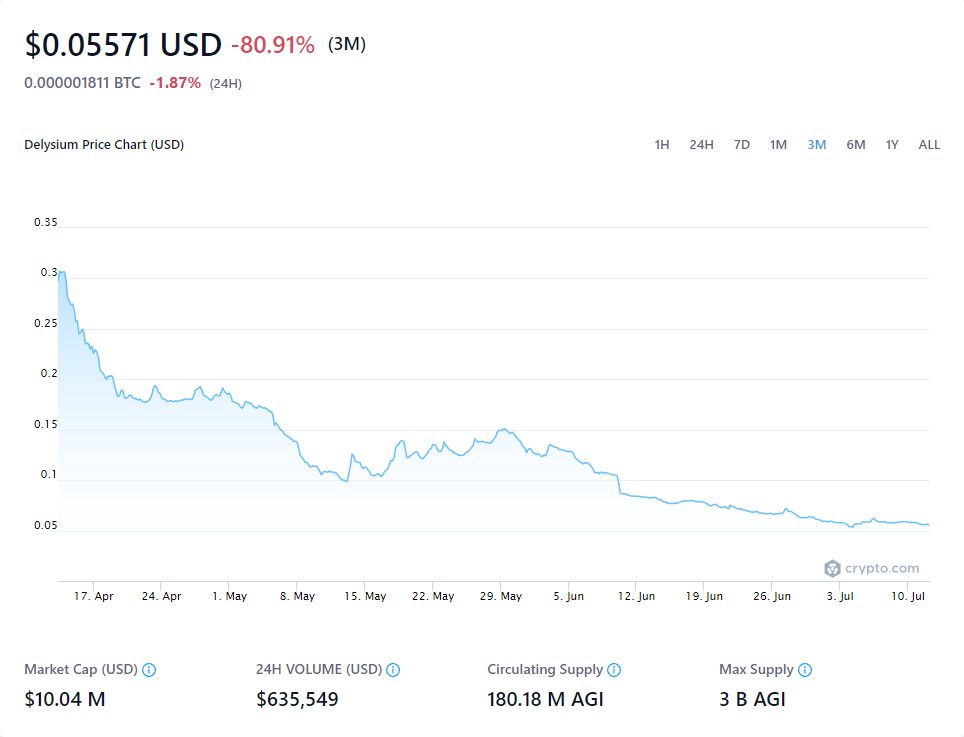 $0.05571 USD -80.91% (3M)
0.000001811 BTC -1.87% (24H)
Delysium Price Chart (USD)
1H 24H 7D 1M 3M 6M 1Y ALL
0.35
0.3
0.25
0.2
0.15
0.1
0.05
crypto.com
17. Apr 24. Apr 1. May 8. May 15. May 22. May 29. May 5. Jun 12. Jun 19. Jun 26. Jun 3. Jul 10. Jul
Market Cap (USD) 24H VOLUME (USD) Circulating Supply Max Supply
$10.04 M $635,549 180.18 M AGI 3 B AGI